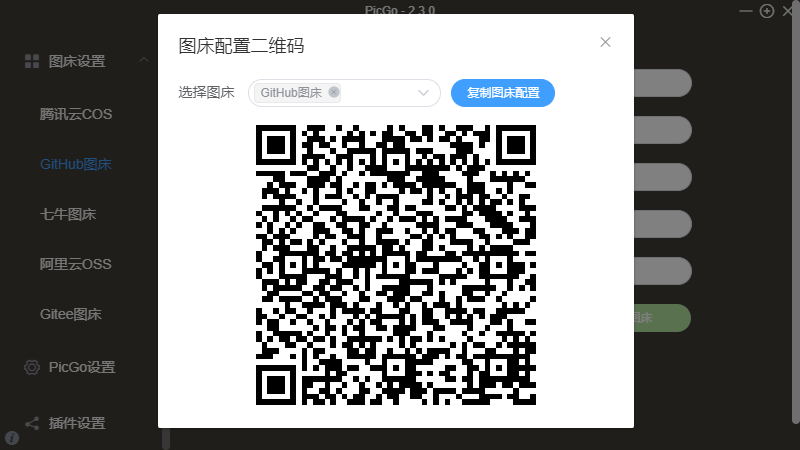 PicGo - 2.3.0
图床配置二维码
选择图床
GitHub图床
复制图床配置
图床设置
腾讯云COS
GitHub图床
七牛图床
阿里云OSS
Gitee图床
PicGo设置
插件设置
床